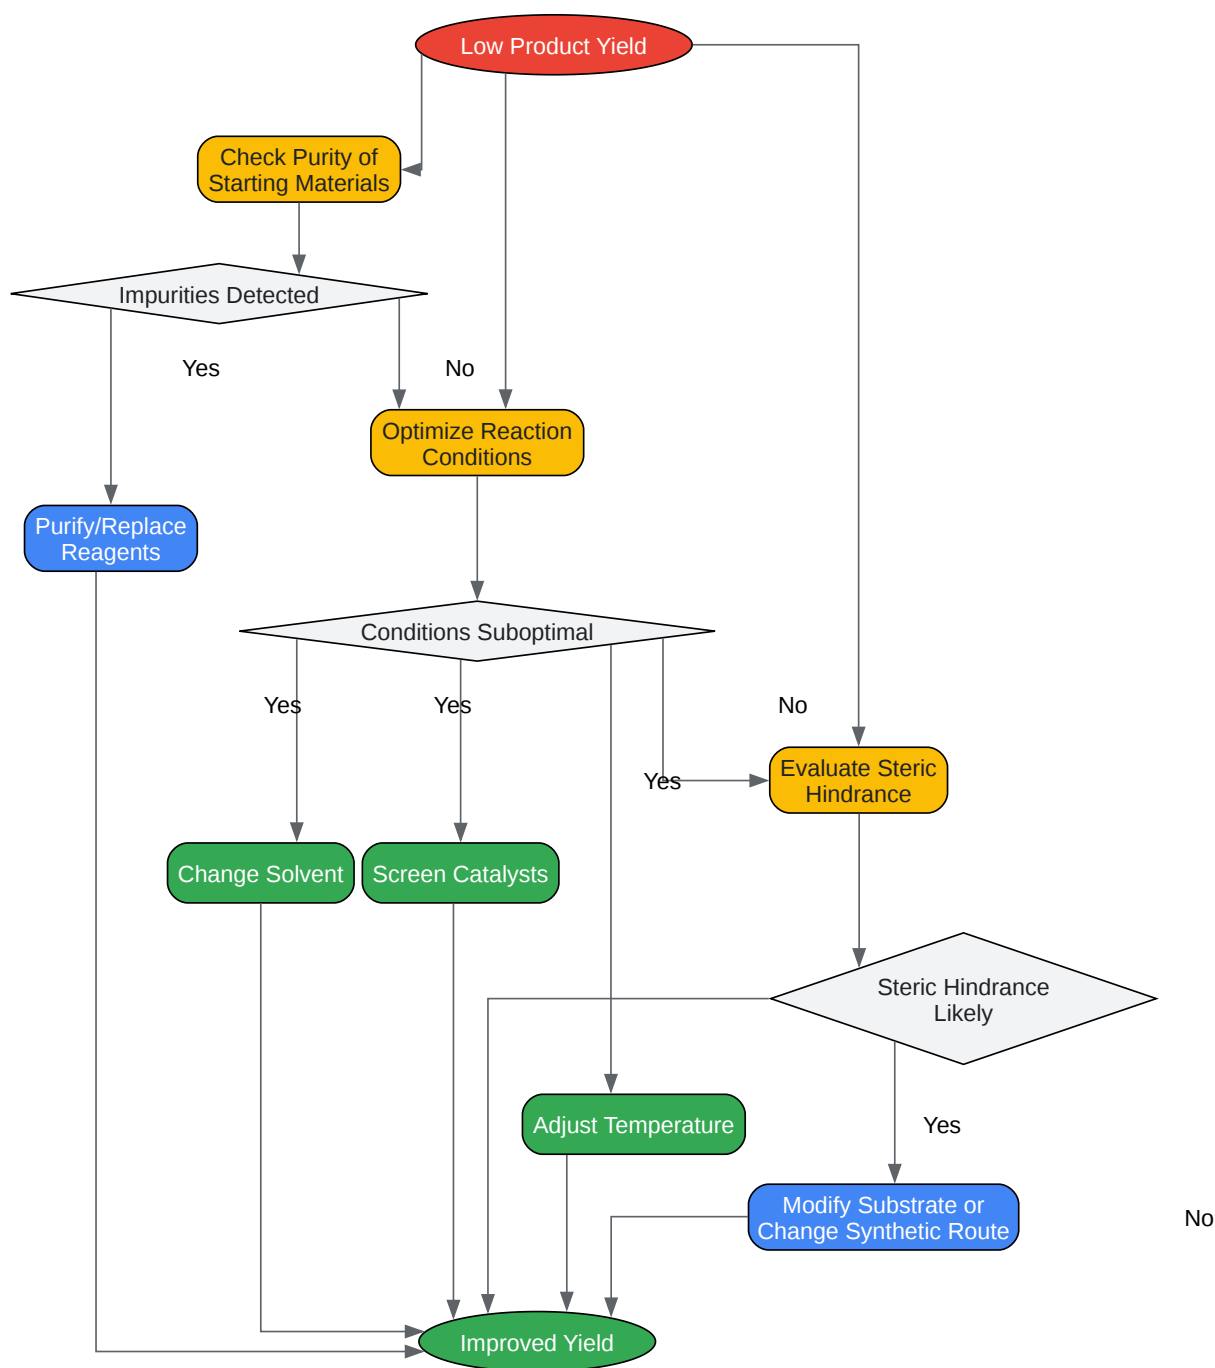 Low Product Yield
Check Purity of
Starting Materials
Impurities Detected
Yes
No
Optimize Reaction
Conditions
Purify/Replace
Reagents
Conditions Suboptimal
Yes
Yes
No
Yes
Evaluate Steric
Hindrance
Change Solvent
Screen Catalysts
Steric Hindrance
Likely
Adjust Temperature
Yes
Modify Substrate or
Change Synthetic Route
No
Improved Yield